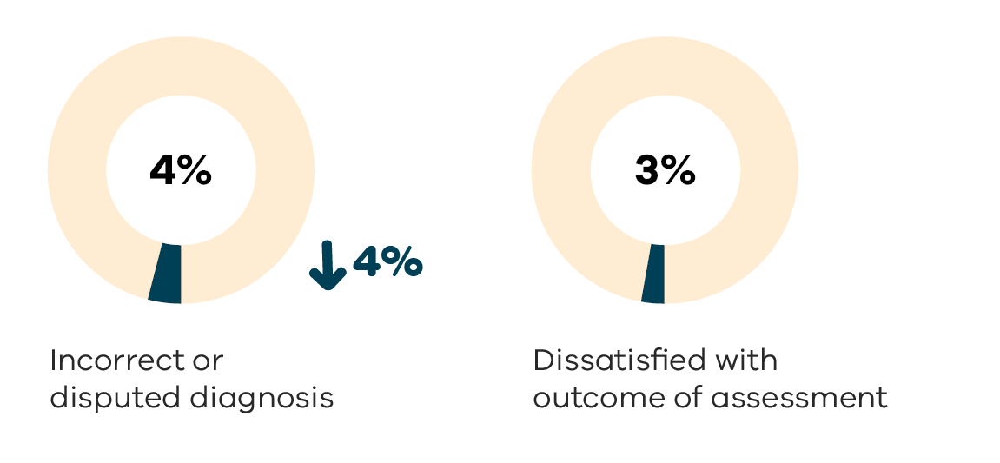 4%
4%
Incorrect or
disputed diagnosis
3%
Dissatisfied with
outcome of assessment